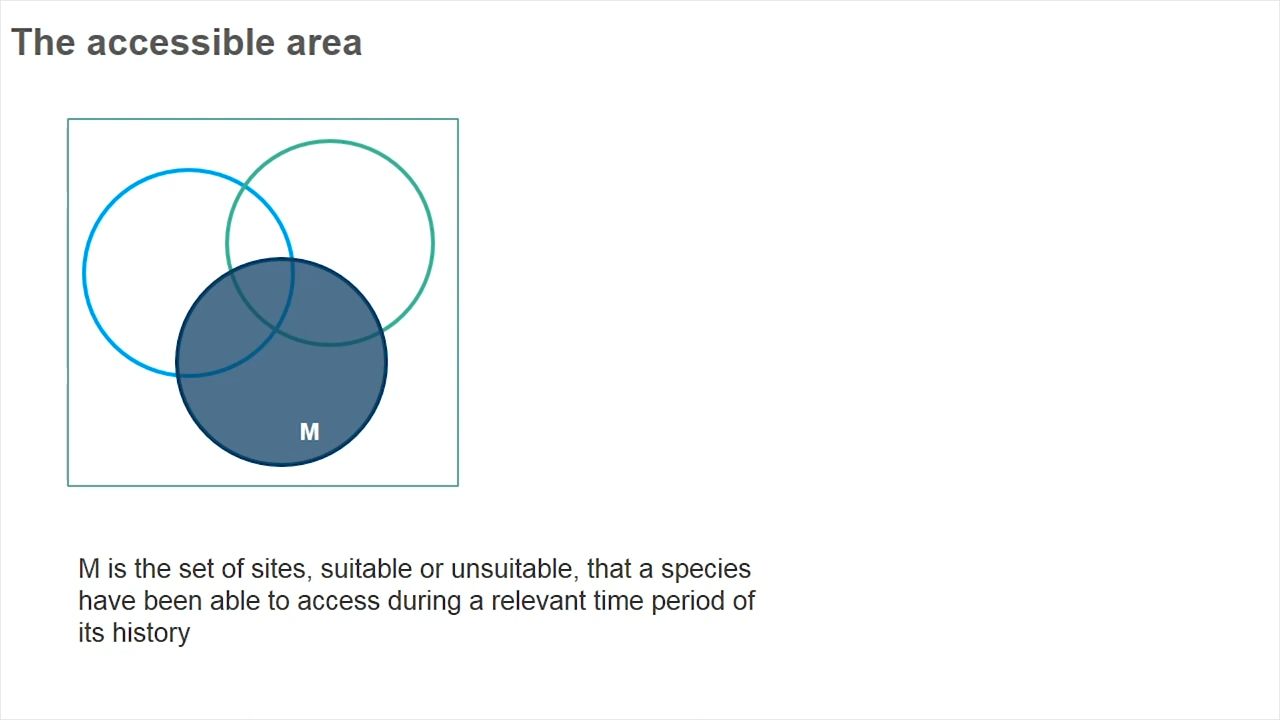 The accessible area
M
M is the set of sites, suitable or unsuitable, that a species
have been able to access during a relevant time period of
its history